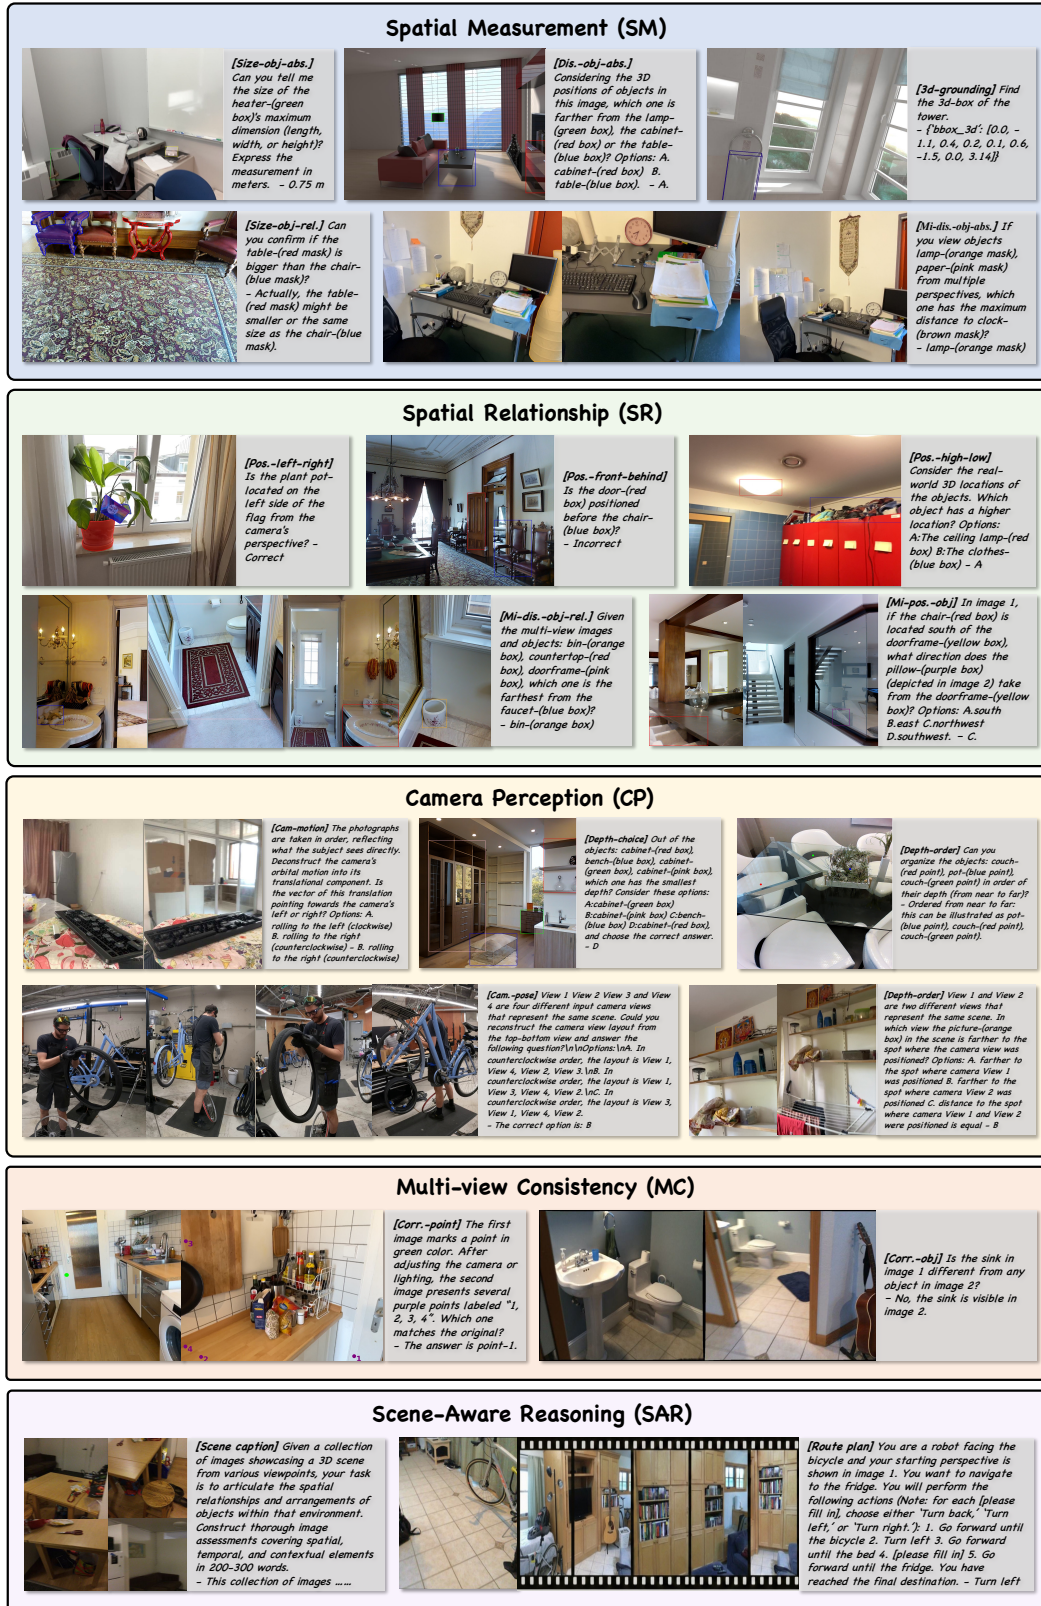 Spatial Measurement (SM)
[Size-obj-abs.]
Can you tell me
the size of the
heater-(green
box)'s maximum
dimension (length,
width, or height)?
Express the
measurement in
meters. - 0.75 m
[Dis.-obj-abs.]
Considering the 3D
positions of objects in
this image, which one is
farther from the lamp-
(green box), the cabinet-
(red box) or the table-
(blue box)? Options: A.
cabinet-(red box) B.
table-(blue box). - A.
[3d-grounding] Find
the 3d-box of the
tower.
- {'bbox_3d': [0.0, -
1.1, 0.4, 0.2, 0.1, 0.6,
-1.5, 0.0, 3.14]}
[Size-obj-rel.] Can
you confirm if the
table-(red mask) is
bigger than the chair-
(blue mask)?
- Actually, the table-
(red mask) might be
smaller or the same
size as the chair-(blue
mask).
[Mi-dis.-obj-abs.] If
you view objects
lamp-(orange mask),
paper-(pink mask)
from multiple
perspectives, which
one has the maximum
distance to clock-
(brown mask)?
- lamp-(orange mask)
Spatial Relationship (SR)
[Pos.-left-right]
Is the plant pot-
located on the
left side of the
flag from the
camera's
perspective? -
Correct
[Pos.-front-behind]
Is the door-(red
box) positioned
before the chair-
(blue box)?
- Incorrect
[Pos.-high-low]
Consider the real-
world 3D locations of
the objects. Which
object has a higher
location? Options:
A:The ceiling lamp-(red
box) B:The clothes-
(blue box) - A
[Mi-dis.-obj-rel.] Given
the multi-view images
and objects: bin-(orange
box), countertop-(red
box), doorframe-(pink
box), which one is the
farthest from the
faucet-(blue box)?
- bin-(orange box)
[Mi-pos.-obj] In image 1,
if the chair-(red box) is
located south of the
doorframe-(yellow box),
what direction does the
pillow-(purple box)
(depicted in image 2) take
from the doorframe-(yellow
box)? Options: A.south
B.east C.northwest
D.southwest. - C.
Camera Perception (CP)
[Cam-motion] The photographs
are taken in order, reflecting
what the subject sees directly.
Deconstruct the camera's
orbital motion into its
translational component. Is
the vector of this translation
pointing towards the camera's
left or right? Options: A.
rolling to the left (clockwise)
B. rolling to the right
(counterclockwise) - B. rolling
to the right (counterclockwise)
[Depth-choice] Out of the
objects: cabinet-(red box),
bench-(blue box), cabinet-
(green box), cabinet-(pink box),
which one has the smallest
depth? Consider these options:
A:cabinet-(green box)
B:cabinet-(pink box) C:bench-
(blue box) D:cabinet-(red box),
and choose the correct answer.
- D
[Depth-order] Can you
organize the objects: couch-
(red point), pot-(blue point),
couch-(green point) in order of
their depth (from near to far)?
- Ordered from near to far:
this can be illustrated as pot-
(blue point), couch-(red point),
couch-(green point).
[Cam.-pose] View 1 View 2 View 3 and View
4 are four different input camera views
that represent the same scene. Could you
reconstruct the camera view layout from
the top-bottom view and answer the
following question?\n\nOptions:\nA. In
counterclockwise order, the layout is View 1,
View 4, View 2, View 3.\nB. In
counterclockwise order, the layout is View 1,
View 3, View 4, View 2.\nC. In
counterclockwise order, the layout is View 3,
View 1, View 4, View 2.
- The correct option is: B
[Depth-order] View 1 and View 2
are two different views that
represent the same scene. In
which view the picture-(orange
box) in the scene is farther to the
spot where the camera view was
positioned? Options: A. farther to
the spot where camera View 1
was positioned B. farther to the
spot where camera View 2 was
positioned C. distance to the spot
where camera View 1 and View 2
were positioned is equal - B
Multi-view Consistency (MC)
3
4
2
1
[Corr.-point] The first
image marks a point in
green color. After
adjusting the camera or
lighting, the second
image presents several
purple points labeled "1,
2, 3, 4". Which one
matches the original?
- The answer is point-1.
[Corr.-obj] Is the sink in
image 1 different from any
object in image 2?
- No, the sink is visible in
image 2.
Scene-Aware Reasoning (SAR)
[Scene caption] Given a collection
of images showcasing a 3D scene
from various viewpoints, your task
is to articulate the spatial
relationships and arrangements of
objects within that environment.
Construct thorough image
assessments covering spatial,
temporal, and contextual elements
in 200-300 words.
- This collection of images ......
[Route plan] You are a robot facing the
bicycle and your starting perspective is
shown in image 1. You want to navigate
to the fridge. You will perform the
following actions (Note: for each [please
fill in], choose either 'Turn back,' 'Turn
left,' or 'Turn right.'): 1. Go forward until
the bicycle 2. Turn left 3. Go forward
until the bed 4. [please fill in] 5. Go
forward until the fridge. You have
reached the final destination. - Turn left